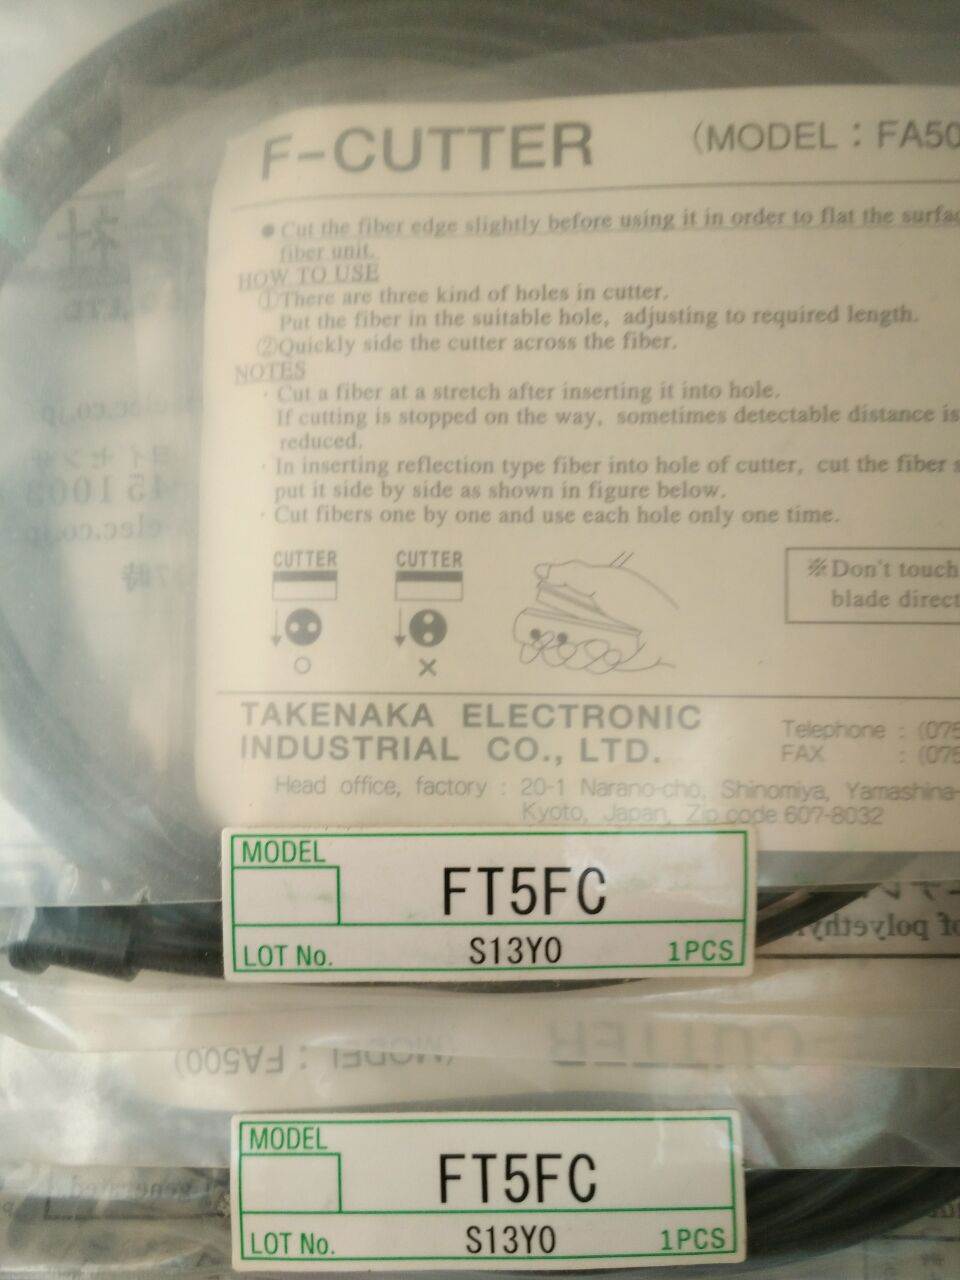 F-CUTTER (MODEL : FA50
● Cut the fiber edge slightly before using it in order to flat the surfac
fiber unit.
HOW TO USE
①There are three kind of holes in cutter.
Put the fiber in the suitable hole, adjusting to required length.
②Quickly side the cutter across the fiber.
NOTES
· Cut a fiber at a stretch after inserting it into hole.
If cutting is stopped on the way, sometimes detectable distance is
reduced.
· In inserting reflection type fiber into hole of cutter, cut the fiber s
put it side by side as shown in figure below.
· Cut fibers one by one and use each hole only one time.
CUTTER CUTTER
※Don't touch
blade direct
○ ×
TAKENAKA ELECTRONIC
INDUSTRIAL CO., LTD.
Telephone : (075
FAX : (075
Head office, factory : 20-1 Narano-cho, Shinomiya, Yamashina-
Kyoto, Japan, Zip code 607-8032
MODEL
FT5FC
LOT No. S13Y0 1PCS
of polyethy
CUTTER (MODEL : FA500)
MODEL
FT5FC
LOT No. S13Y0 1PCS